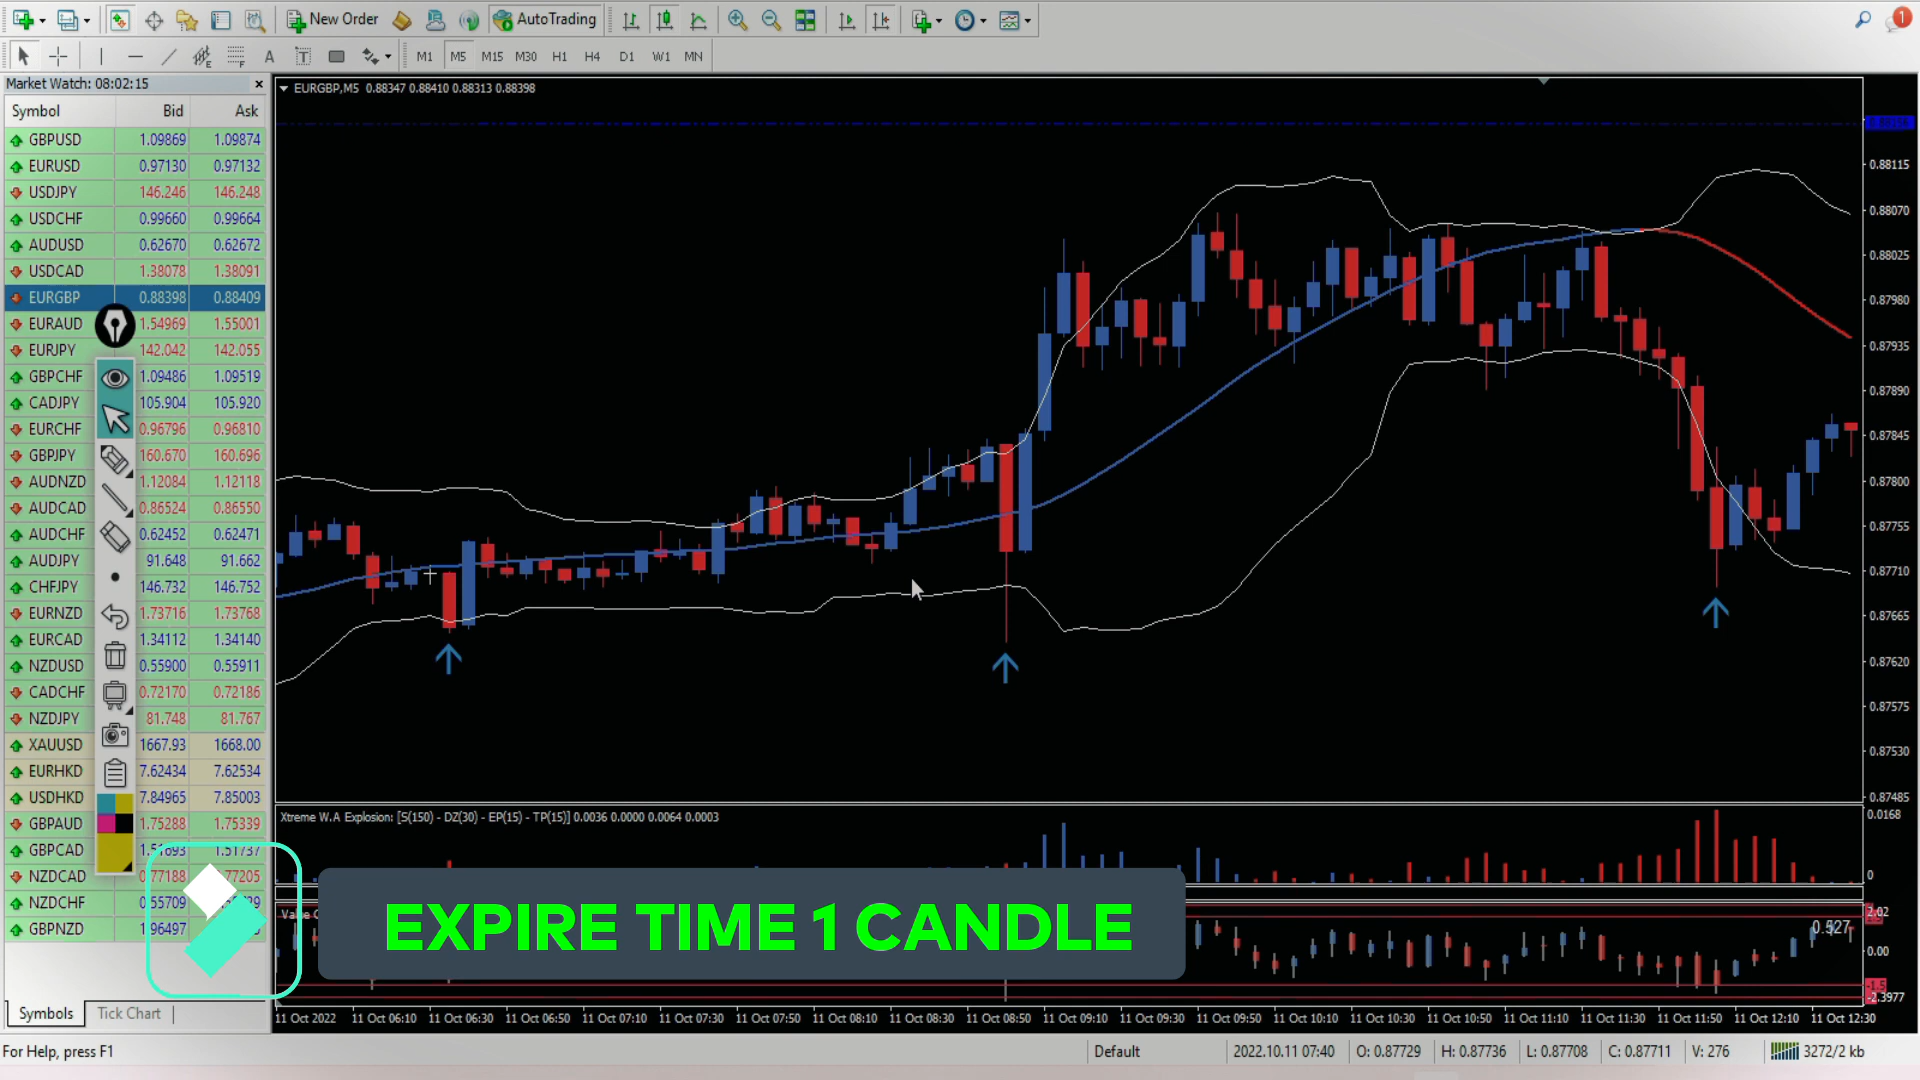 New Order AutoTrading 1
A T M1 M5 M15 M30 H1 H4 D1 W1 MN
Market Watch: 08:02:15
Symbol Bid Ask
GBPUSD 1.09869 1.09874
EURUSD 0.97130 0.97132
USDJPY 146.246 146.248
USDCHF 0.99660 0.99664
AUDUSD 0.62670 0.62672
USDCAD 1.38078 1.38091
EURGBP 0.88398 0.88409
EURAUD 1.54969 1.55001
EURJPY 142.042 142.055
GBPCHF 1.09486 1.09519
CADJPY 105.904 105.920
EURCHF 0.96796 0.96810
GBPJPY 160.670 160.696
AUDNZD 1.12084 1.12118
AUDCAD 0.86524 0.86550
AUDCHF 0.62452 0.62471
AUDJPY 91.648 91.662
CHFJPY 146.732 146.752
EURNZD 1.73716 1.73768
EURCAD 1.34112 1.34140
NZDUSD 0.55900 0.55911
CADCHF 0.72170 0.72186
NZDJPY 81.748 81.767
XAUUSD 1667.93 1668.00
EURHKD 7.62434 7.62534
USDHKD 7.84965 7.85003
GBPAUD 1.75288 1.75339
GBPCAD 1.51693 1.51737
NZDCAD 0.77188
NZDCHF 0.55709
GBPNZD 1.96497
Symbols Tick Chart
EURGBP,M5 0.88347 0.88410 0.88313 0.88398
0.88115
0.88070
0.88025
0.87980
0.87935
0.87890
0.87845
0.87800
0.87755
0.87710
0.87665
0.87620
0.87575
0.87530
0.87485
Xtreme W.A Explosion: [S(150) - DZ(30) - EP(15) - TP(15)] 0.0036 0.0000 0.0064 0.0003
0.0168
0
EXPIRE TIME 1 CANDLE
0.527
0.00
-2.3977
11 Oct 2022 11 Oct 06:10 11 Oct 06:30 11 Oct 06:50 11 Oct 07:10 11 Oct 07:30 11 Oct 07:50 11 Oct 08:10 11 Oct 08:30 11 Oct 08:50 11 Oct 09:10 11 Oct 09:30 11 Oct 09:50 11 Oct 10:10 11 Oct 10:30 11 Oct 10:50 11 Oct 11:10 11 Oct 11:30 11 Oct 11:50 11 Oct 12:10 11 Oct 12:30
For Help, press F1 Default 2022.10.11 07:40 O: 0.87729 H: 0.87736 L: 0.87708 C: 0.87711 V: 276 3272/2 kb